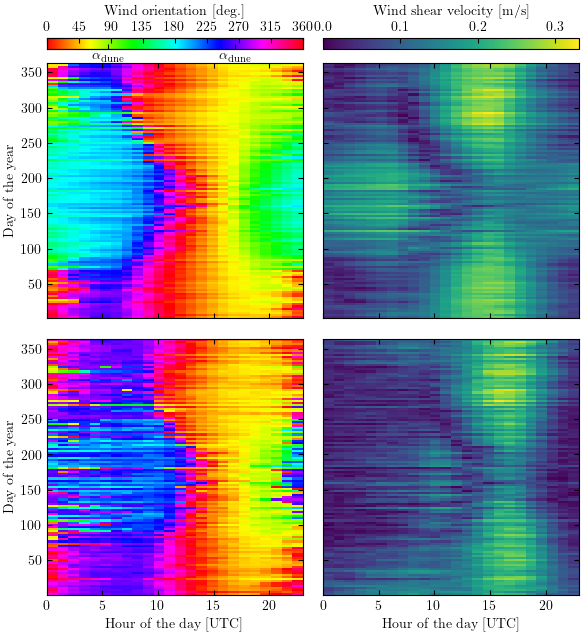 Wind orientation [deg.]
Wind shear velocity [m/s]
0 45 90 135 180 225 270 315 360
0.0 0.1 0.2 0.3
αdune αdune
350
300
250
200
150
100
50
Day of the year
350
300
250
200
150
100
50
Day of the year
0 5 10 15 20
0 5 10 15 20
Hour of the day [UTC]
Hour of the day [UTC]